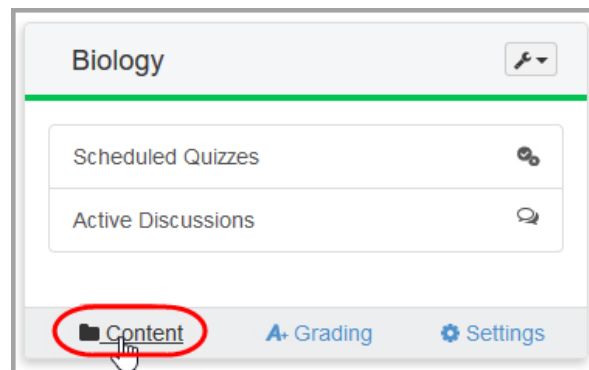 Biology
Scheduled Quizzes
Active Discussions
Content A+ Grading Settings